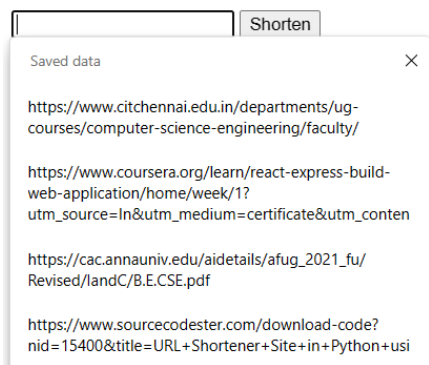 Shorten
Saved data
https://www.citchennai.edu.in/departments/ug-
courses/computer-science-engineering/faculty/
https://www.coursera.org/learn/react-express-build-
web-application/home/week/1?
utm_source=ln&utm_medium=certificate&utm_conten
https://cac.annauniv.edu/aidetails/afug_2021_fu/
Revised/IandC/B.E.CSE.pdf
https://www.sourcecodester.com/download-code?
nid=15400&title=URL+Shortener+Site+in+Python+usi